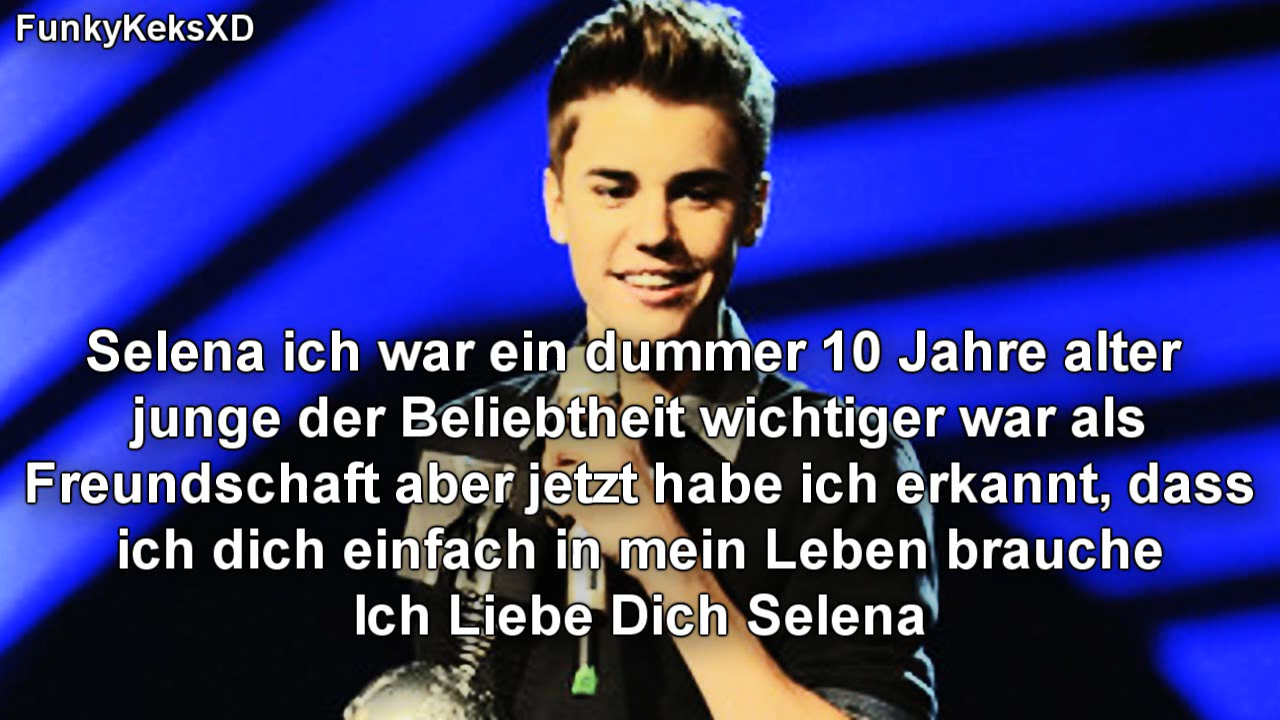 FunkyKeksXD
Selena ich war ein dummer 10 Jahre alter
junge der Beliebtheit wichtiger war als
Freundschaft aber jetzt habe ich erkannt, dass
ich dich einfach in mein Leben brauche
Ich Liebe Dich Selena